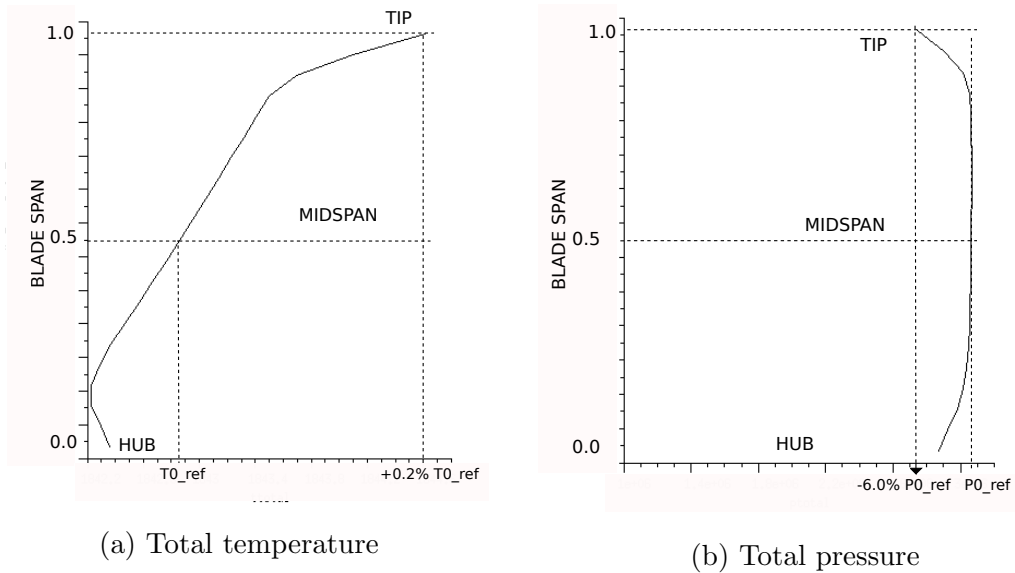 TIP
1.0
BLADE SPAN
MIDSPAN
0.5
0.0
HUB
T0_ref
+0.2% T0_ref
(a) Total temperature
1.0
TIP
BLADE SPAN
MIDSPAN
0.5
HUB
0.0
-6.0% P0_ref
P0_ref
(b) Total pressure